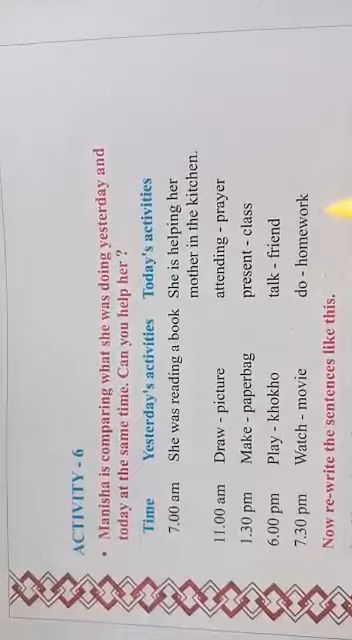 ACTIVITY - 6
• Manisha is comparing what she was doing yesterday and
today at the same time. Can you help her ?
Time Yesterday's activities Today's activities
7.00 am She was reading a book She is helping her
mother in the kitchen.
11.00 am Draw - picture attending - prayer
1.30 pm Make - paperbag present - class
6.00 pm Play - khokho talk - friend
7.30 pm Watch - movie do - homework
Now re-write the sentences like this.